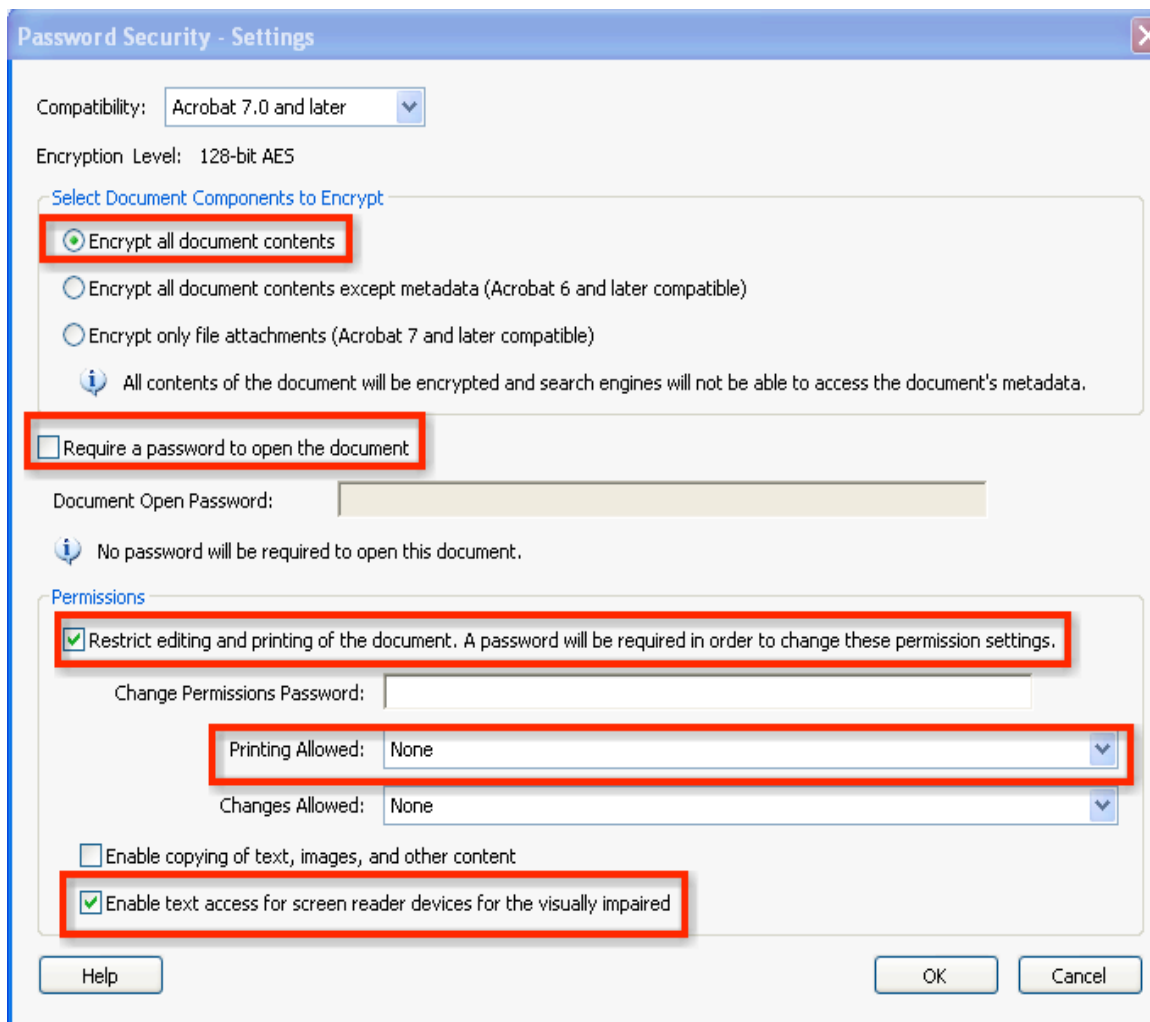 Password Security - Settings
Compatibility: Acrobat 7.0 and later
Encryption Level: 128-bit AES
Select Document Components to Encrypt
Encrypt all document contents
Encrypt all document contents except metadata (Acrobat 6 and later compatible)
Encrypt only file attachments (Acrobat 7 and later compatible)
All contents of the document will be encrypted and search engines will not be able to access the document's metadata.
Require a password to open the document
Document Open Password:
No password will be required to open this document.
Permissions
Restrict editing and printing of the document. A password will be required in order to change these permission settings.
Change Permissions Password:
Printing Allowed: None
Changes Allowed: None
Enable copying of text, images, and other content
Enable text access for screen reader devices for the visually impaired
Help OK Cancel